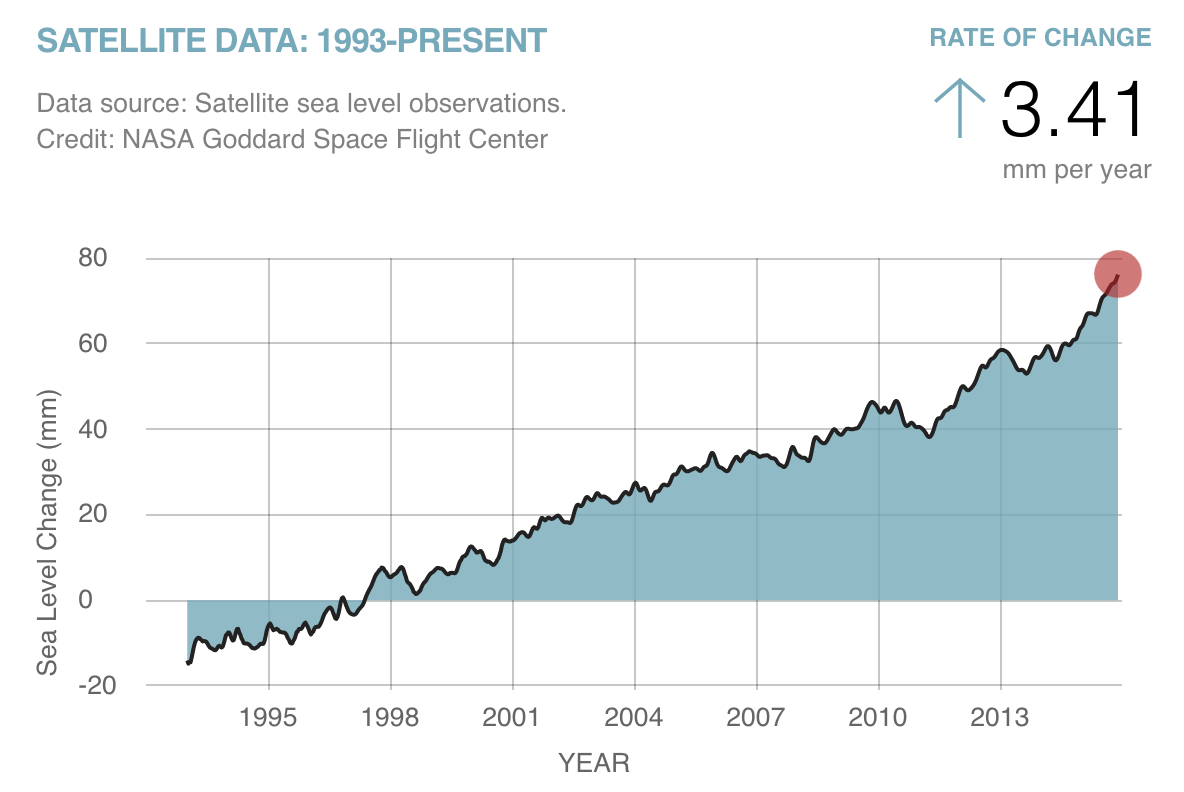 SATELLITE DATA: 1993-PRESENT
RATE OF CHANGE
Data source: Satellite sea level observations.
Credit: NASA Goddard Space Flight Center
3.41
mm per year
80
60
40
20
0
-20
Sea Level Change (mm)
1995 1998 2001 2004 2007 2010 2013
YEAR